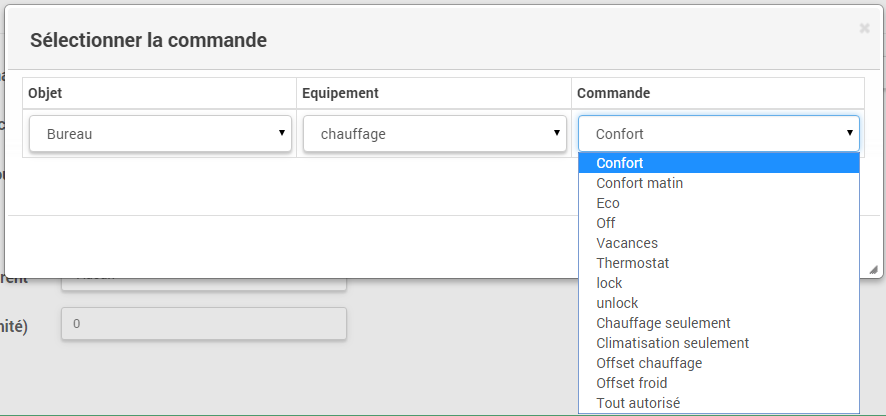 Sélectionner la commande
×
Objet Equipement Commande
Bureau chauffage Confort
Confort
Confort matin
Eco
Off
Vacances
Thermostat
lock
unlock
Chauffage seulement
Climatisation seulement
Offset chauffage
Offset froid
Tout autorisé
rent
nité) 0